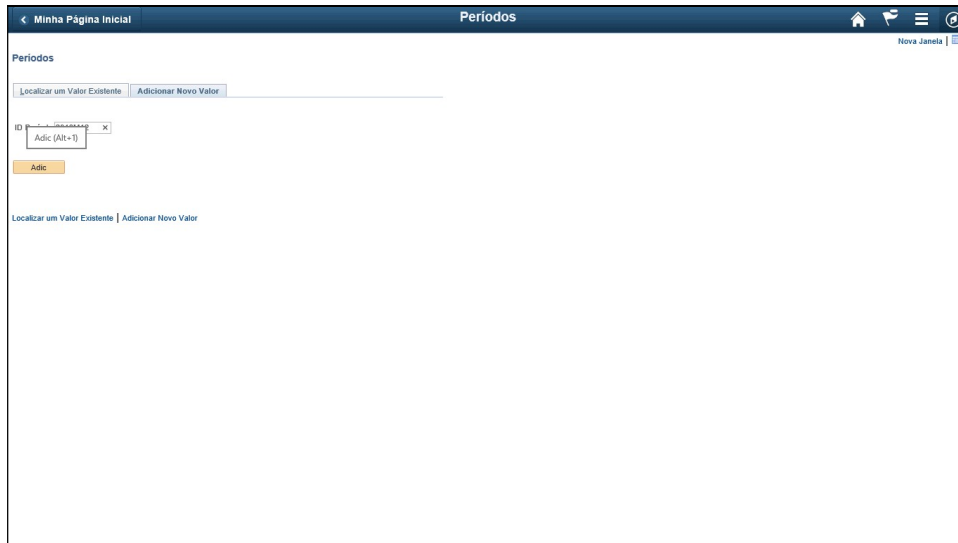 Minha Página Inicial
Períodos
Nova Janela
Periodos
Localizar um Valor Existente
Adicionar Novo Valor
ID
Adic (Alt+1)
Adic
Localizar um Valor Existente | Adicionar Novo Valor